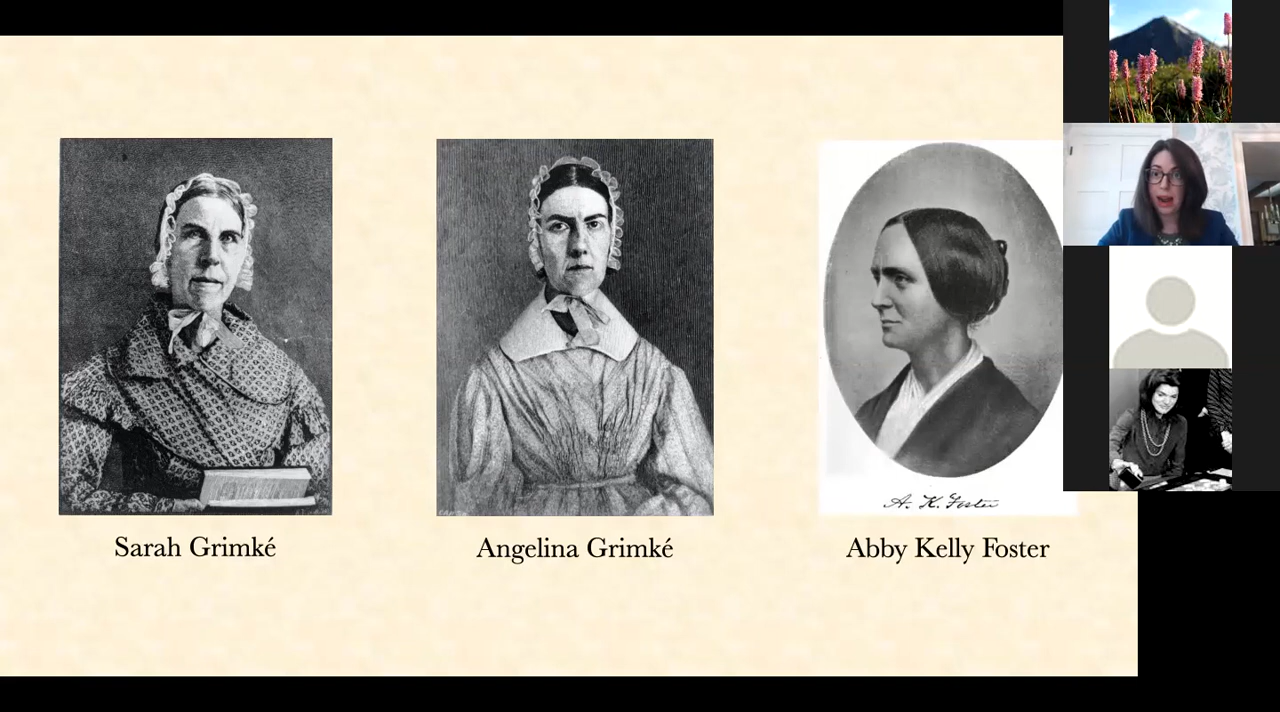 A. K. Foster
Sarah Grimké
Angelina Grimké
Abby Kelly Foster